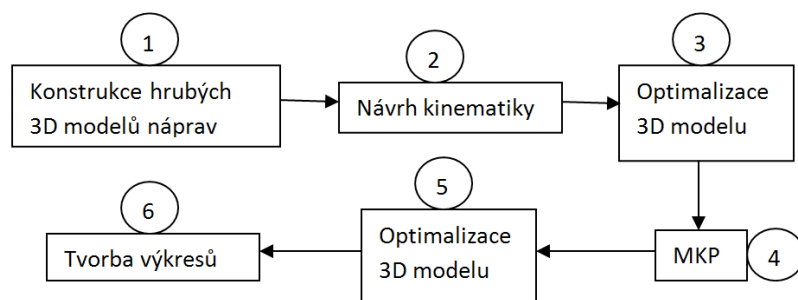 1
Konstrukce hrubých
3D modelů náprav
2
Návrh kinematiky
3
Optimalizace
3D modelu
4
MKP
5
Optimalizace
3D modelu
6
Tvorba výkresů